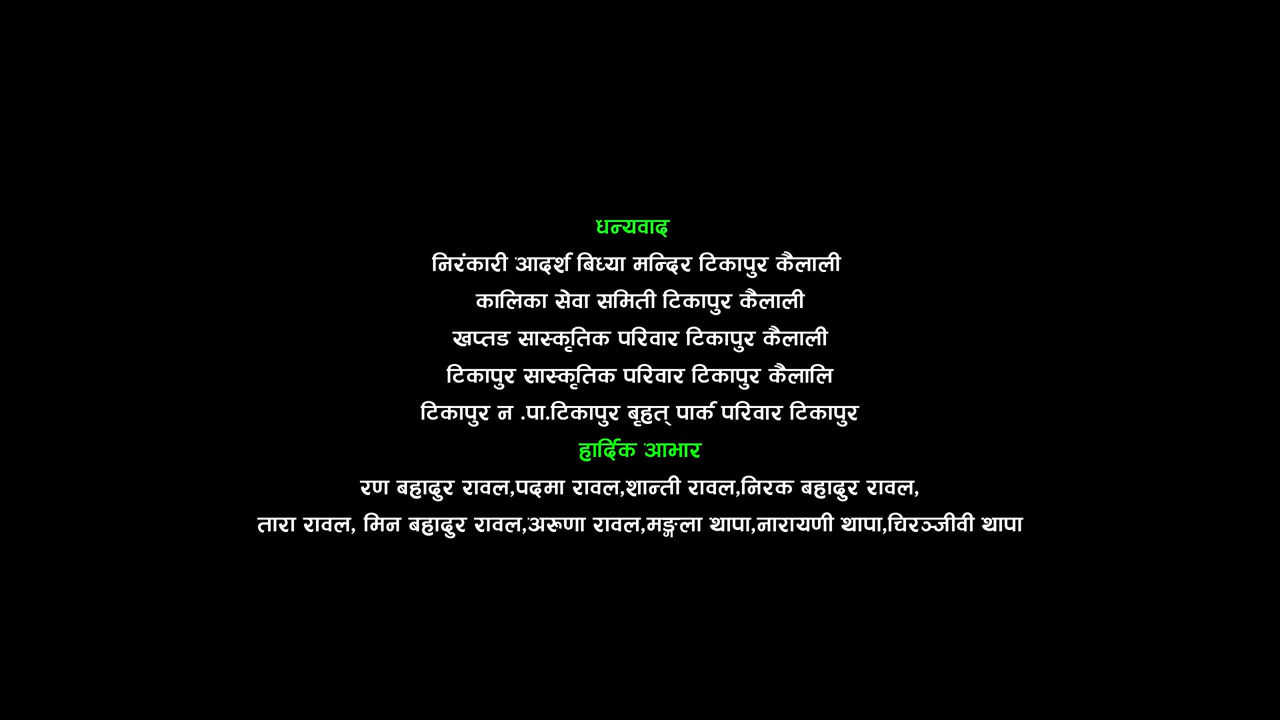 धन्यवाद
निरंकारी आदर्श बिध्या मन्दिर टिकापुर कैलाली
कालिका सेवा समिती टिकापुर कैलाली
खप्तड सास्कृतिक परिवार टिकापुर कैलाली
टिकापुर सास्कृतिक परिवार टिकापुर कैलालि
टिकापुर न .पा.टिकापुर बृहत् पार्क परिवार टिकापुर
हार्दिक आभार
रण बहादुर रावल,पदमा रावल,शान्ती रावल,निरक बहादुर रावल,
तारा रावल, मिन बहादुर रावल,अरूणा रावल,मङ्गला थापा,नारायणी थापा,चिरञ्जीवी थापा